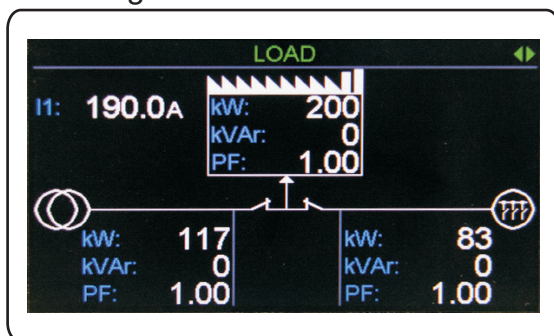 LOAD
I1: 190.0A
kW: 200
kVAr: 0
PF: 1.00
kW: 117
kVAr: 0
PF: 1.00
kW: 83
kVAr: 0
PF: 1.00